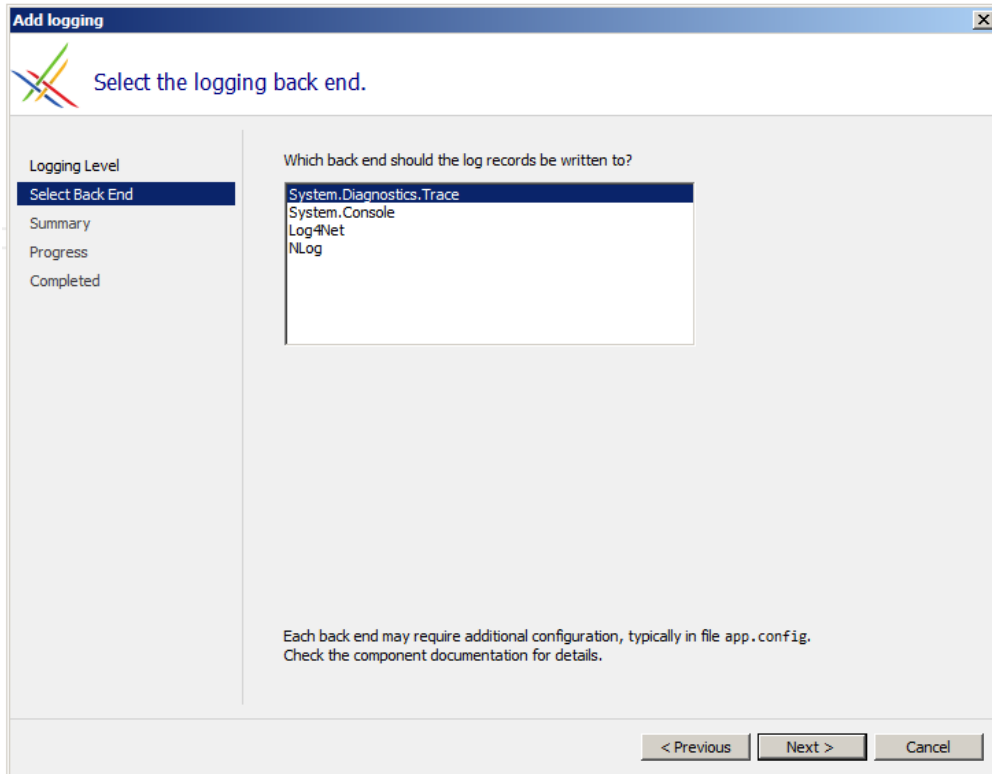 Add logging
Select the logging back end.
Logging Level
Select Back End
Summary
Progress
Completed
Which back end should the log records be written to?
System.Diagnostics.Trace
System.Console
Log4Net
NLog
Each back end may require additional configuration, typically in file app.config.
Check the component documentation for details.
< Previous
Next >
Cancel